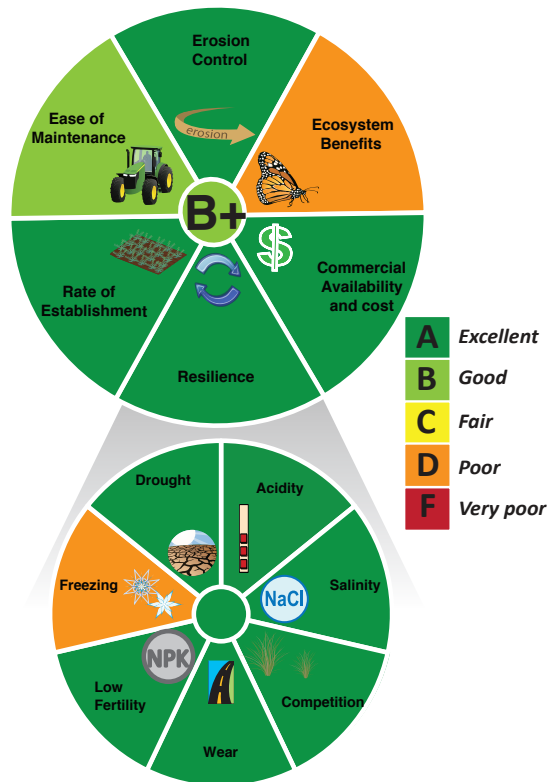 Erosion
Control
erosion
Ease of
Maintenance
Ecosystem
Benefits
B+
$
Rate of
Establishment
Commercial
Availability
and cost
Resilience
A Excellent
B Good
C Fair
D Poor
F Very poor
Drought
Acidity
Freezing
Salinity
NaCl
NPK
Low
Fertility
Competition
Wear